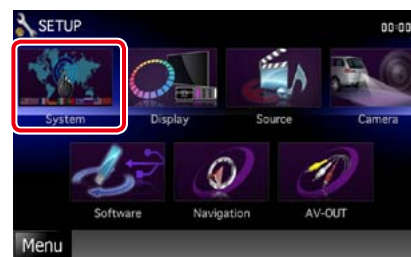 SETUP 00:00
System Display Source Camera
Software Navigation AV-OUT
Menu